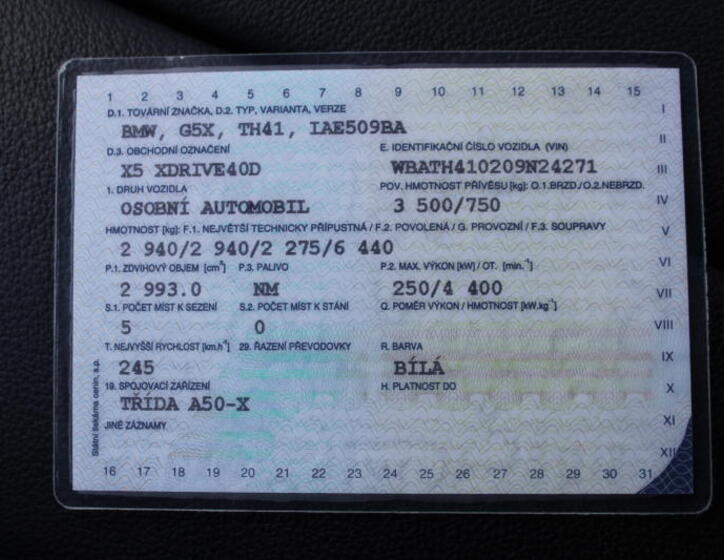 1 2 3 4 5 6 7 8 9 10 11 12 13 14 15
D.1. TOVÁRNÍ ZNAČKA, D.2. TYP, VARIANTA, VERZE
I
BMW, G5X, TH41, IAE509BA
II
D.3. OBCHODNÍ OZNAČENÍ E. IDENTIFIKAČNÍ ČÍSLO VOZIDLA (VIN)
X5 XDRIVE40D WBATH410209N24271
III
1. DRUH VOZIDLA POV. HMOTNOST PŘÍVĚSU [kg]: O.1.BRZD./O.2.NEBRZD.
OSOBNÍ AUTOMOBIL 3 500/750
IV
HMOTNOST [kg]: F.1. NEJVĚTŠÍ TECHNICKY PŘÍPUSTNÁ / F.2. POVOLENÁ / G. PROVOZNÍ / F.3. SOUPRAVY
V
2 940/2 940/2 275/6 440
P.1. ZDVIHOVÝ OBJEM [cm³] P.3. PALIVO P.2. MAX. VÝKON [kW] / OT. [min.⁻¹]
VI
2 993.0 NM 250/4 400
VII
S.1. POČET MÍST K SEZENÍ S.2. POČET MÍST K STÁNÍ Q. POMĚR VÝKON / HMOTNOST [kW.kg⁻¹]
5 0
VIII
T. NEJVYŠŠÍ RYCHLOST [km.h⁻¹] 29. ŘAZENÍ PŘEVODOVKY R. BARVA
245 BÍLÁ
IX
19. SPOJOVACÍ ZAŘÍZENÍ H. PLATNOST DO
X
TŘÍDA A50-X
JINÉ ZÁZNAMY
XI
XII
16 17 18 19 20 21 22 23 24 25 26 27 28 29 30 31
Státní tiskárna cenin, s.p.